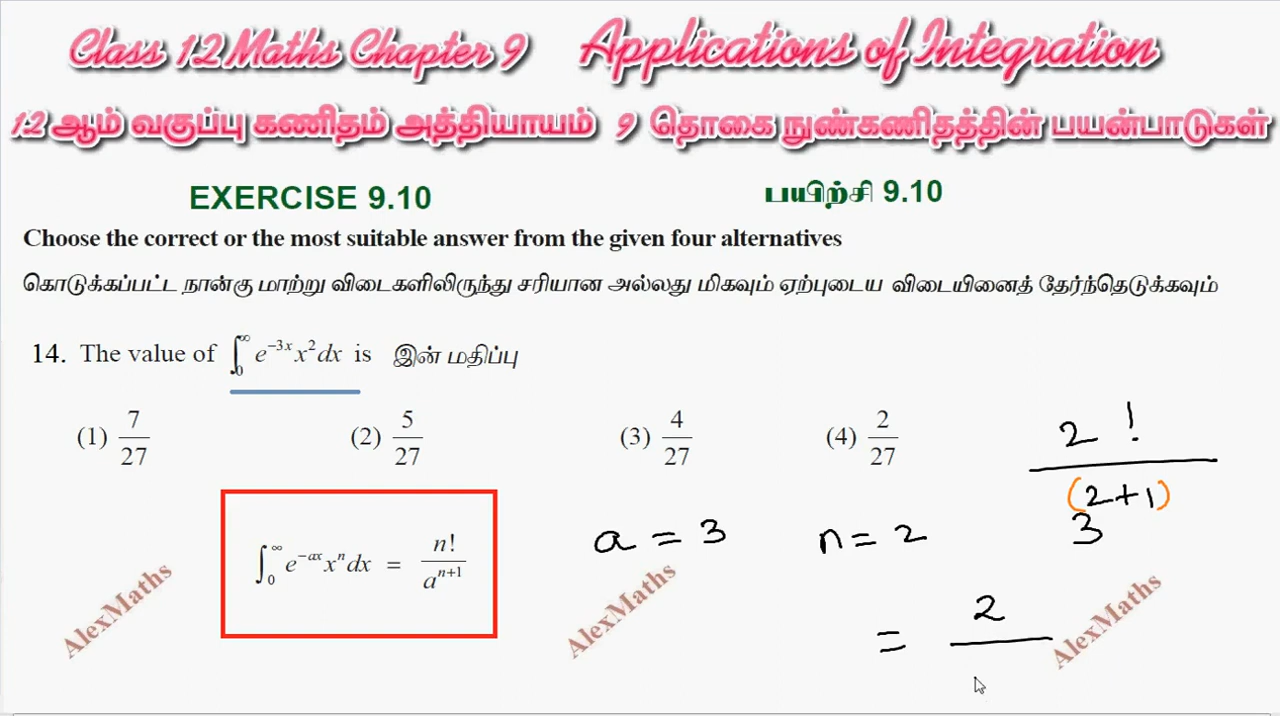 Class 12 Maths Chapter 9 Applications of Integration
12 ஆம் வகுப்பு கணிதம் அத்தியாயம் 9 தொகை நுண்கணிதத்தின் பயன்பாடுகள்
EXERCISE 9.10 பயிற்சி 9.10
Choose the correct or the most suitable answer from the given four alternatives
கொடுக்கப்பட்ட நான்கு மாற்று விடைகளிலிருந்து சரியான அல்லது மிகவும் ஏற்புடைய விடையினைத் தேர்ந்தெடுக்கவும்
14. The value of ∫₀^∞ e^{-3x} x² dx is இன் மதிப்பு
(1) 7/27 (2) 5/27 (3) 4/27 (4) 2/27
2! / 3^(2+1)
∫₀^∞ e^{-ax} x^n dx = n!/a^{n+1}
a = 3 n = 2
= 2
AlexMaths
AlexMaths
AlexMaths